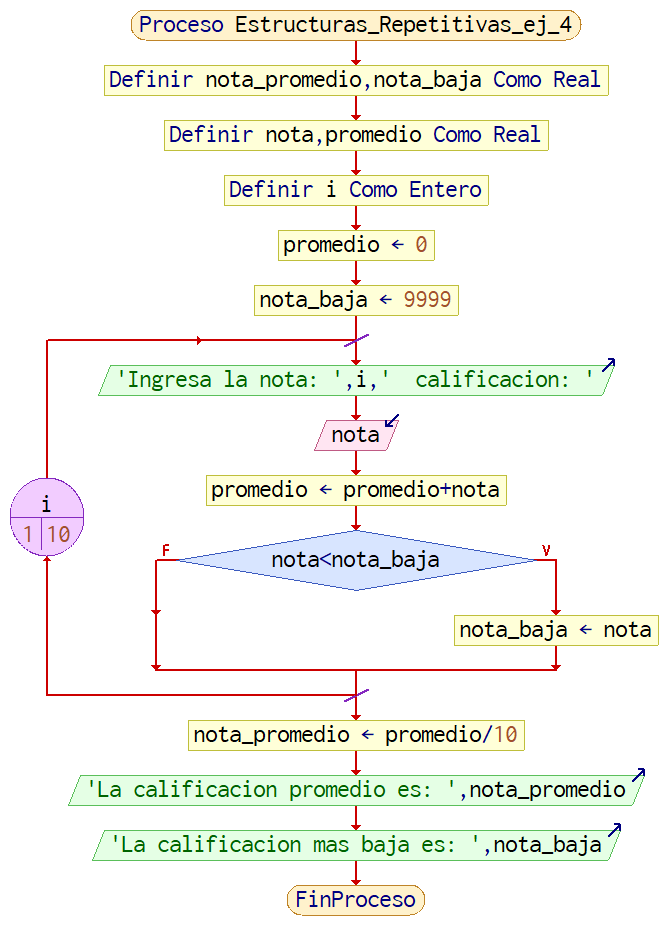 Proceso Estructuras_Repetitivas_ej_4
Definir nota_promedio,nota_baja Como Real
Definir nota,promedio Como Real
Definir i Como Entero
promedio ← 0
nota_baja ← 9999
'Ingresa la nota: ',i,'  calificacion: '
nota
promedio ← promedio+nota
i
1 10
nota<nota_baja
F
V
nota_baja ← nota
nota_promedio ← promedio/10
'La calificacion promedio es: ',nota_promedio
'La calificacion mas baja es: ',nota_baja
FinProceso